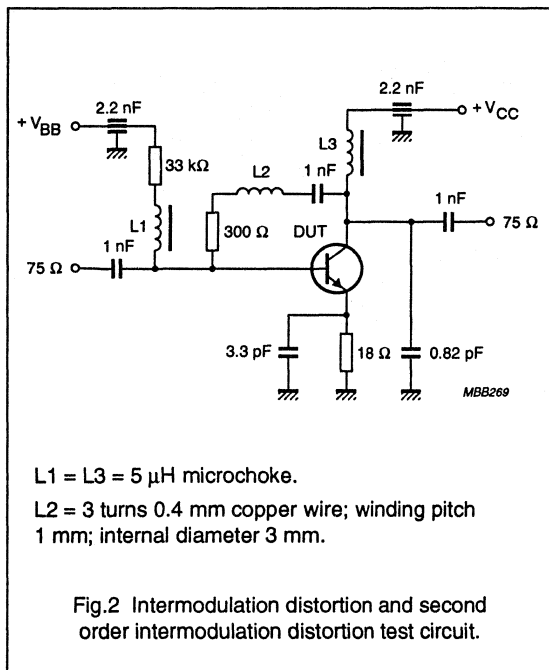 2.2 nF
+ VBB
33 kΩ
L1
1 nF
75 Ω
L2
1 nF
300 Ω
DUT
L3
2.2 nF
+VCC
1 nF
75 Ω
3.3 pF
18 Ω
0.82 pF
MBB269
L1 = L3 = 5 μH microchoke.
L2 = 3 turns 0.4 mm copper wire; winding pitch
1 mm; internal diameter 3 mm.
Fig.2 Intermodulation distortion and second
order intermodulation distortion test circuit.